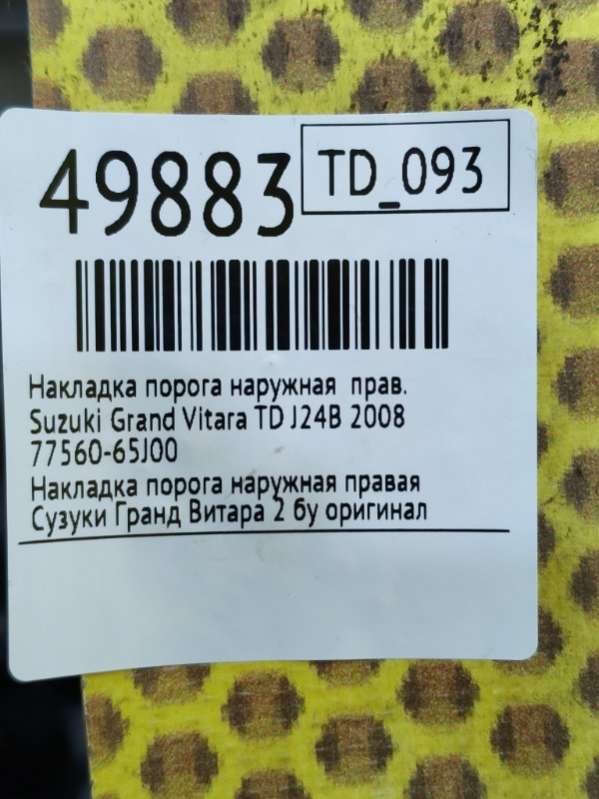 49883
TD_093
Накладка порога наружная прав.
Suzuki Grand Vitara TD J24B 2008
77560-65J00
Накладка порога наружная правая
Сузуки Гранд Витара 2 бу оригинал